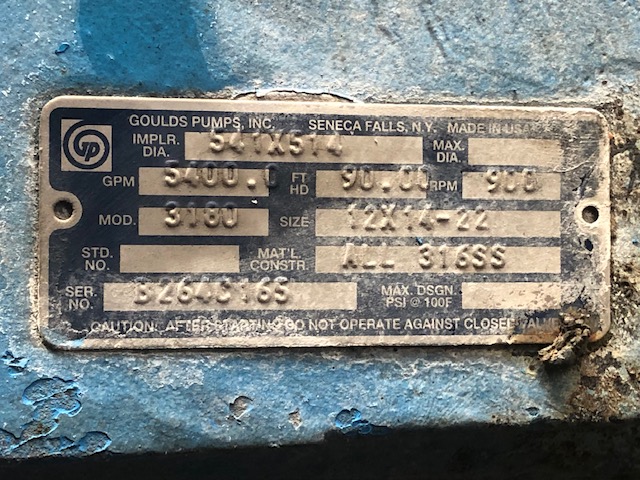 GOULDS PUMPS, INC. SENECA FALLS, N.Y. MADE IN USA
IMPLR. DIA. 541X514 MAX. DIA.
GPM 5400.0 FT HD 90.00 RPM 900
MOD. 3180 SIZE 12X14-22
STD. NO. MAT'L. CONSTR. ALL 316SS
SER. NO. MAX. DSGN. PSI @ 100F
CAUTION: AFTER STARTING DO NOT OPERATE AGAINST CLOSED
GP